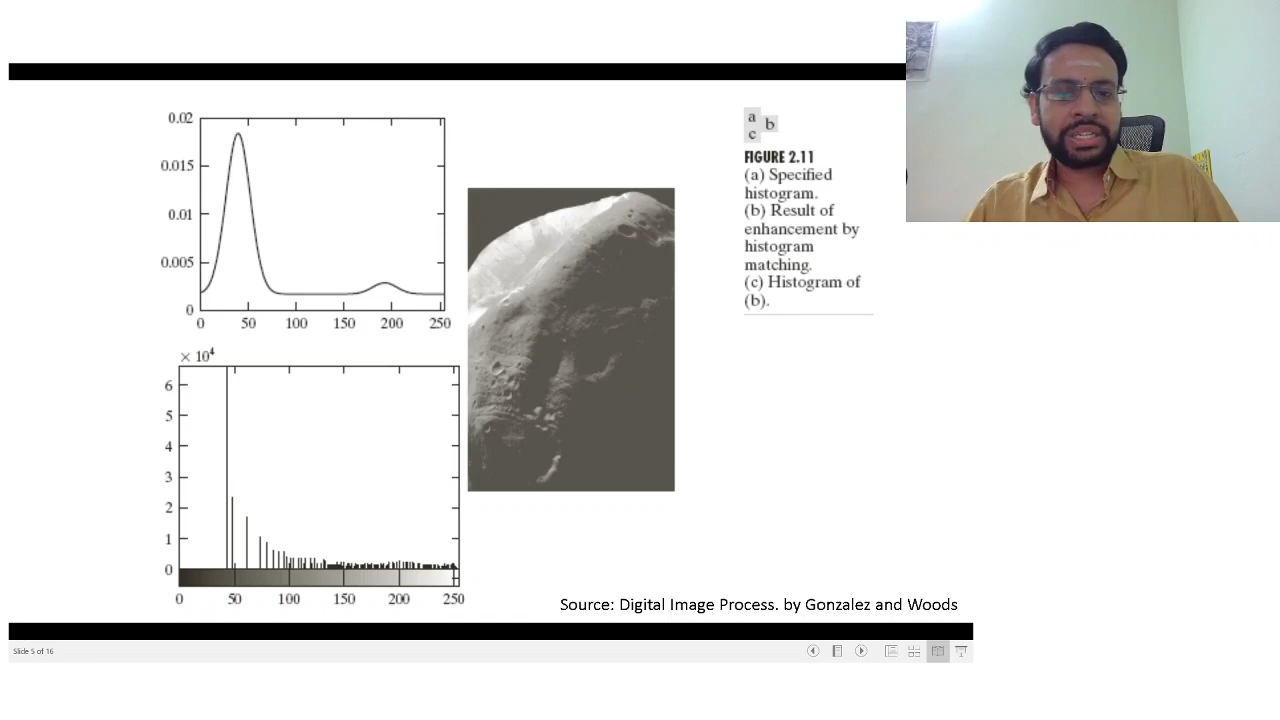 0.02
0.015
0.01
0.005
0
0 50 100 150 200 250
× 10⁴
6
5
4
3
2
1
0
0 50 100 150 200 250
a
b
c
FIGURE 2.11
(a) Specified
histogram.
(b) Result of
enhancement by
histogram
matching.
(c) Histogram of
(b).
Source: Digital Image Process. by Gonzalez and Woods
Slide 5 of 16